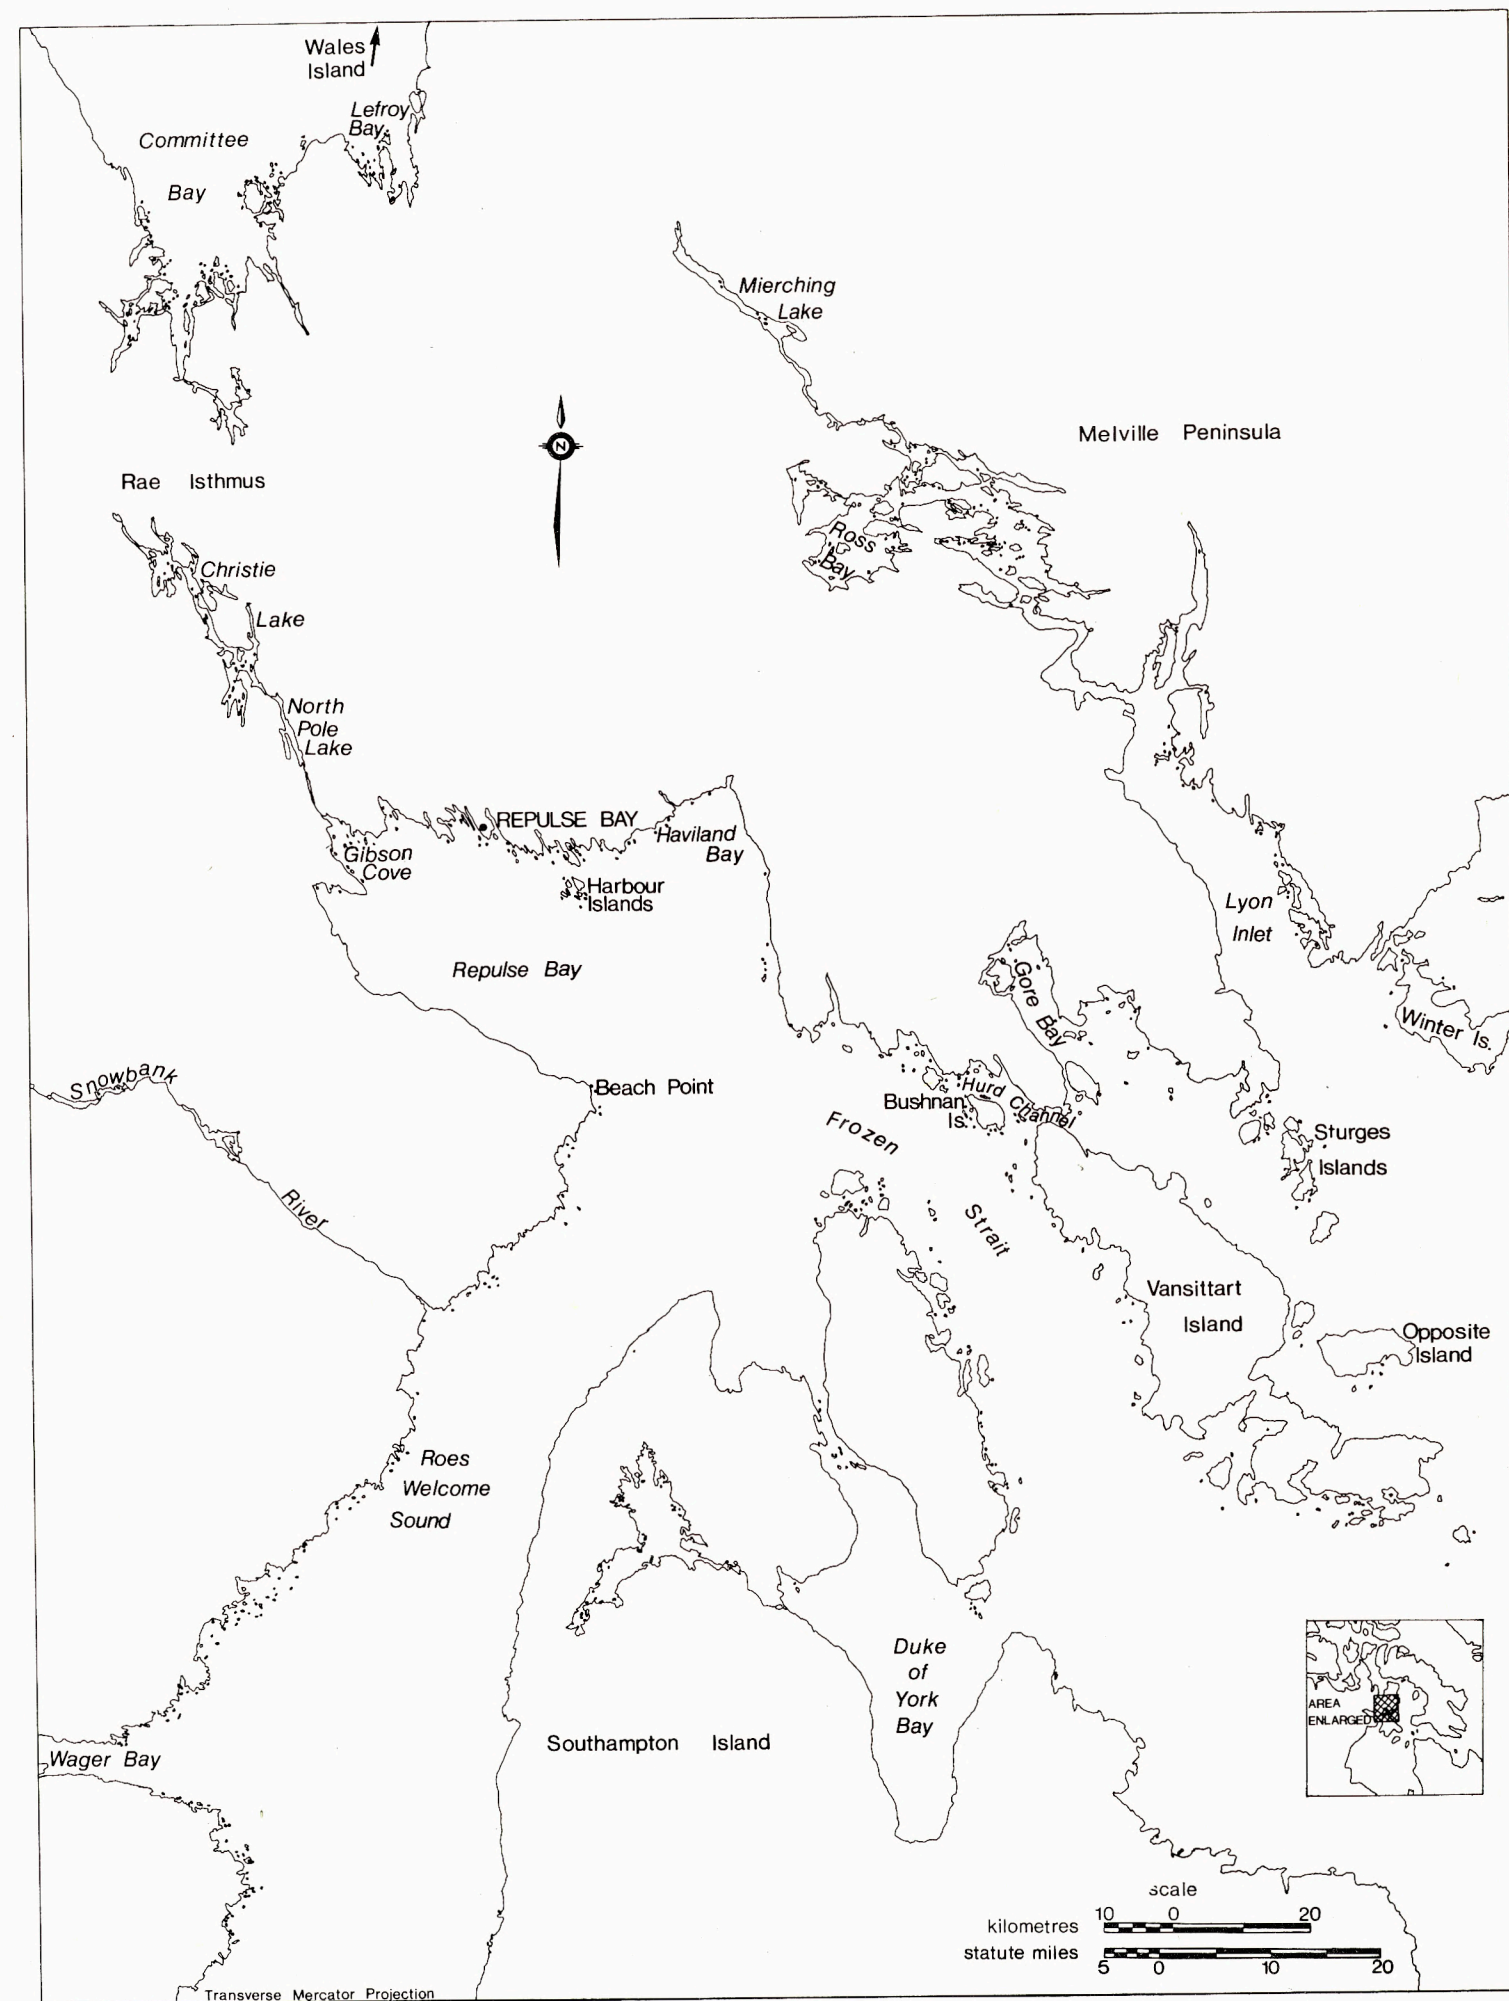 Wales
Island
Lefroy
Bay
Committee
Bay
Mierching
Lake
Melville Peninsula
N
Rae Isthmus
Ross
Bay
Christie
Lake
North
Pole
Lake
REPULSE BAY
Haviland
Bay
Gibson
Cove
Harbour
Islands
Lyon
Inlet
Repulse Bay
Gore Bay
Winter Is.
Snowbank
River
Beach Point
Hurd Channel
Bushnan
Is.
Frozen
Strait
Sturges
Islands
Vansittart
Island
Opposite
Island
Roes
Welcome
Sound
Duke
of
York
Bay
AREA
ENLARGED
Southampton Island
Wager Bay
scale
10 0 20
kilometres
statute miles
5 0 10 20
Transverse Mercator Projection